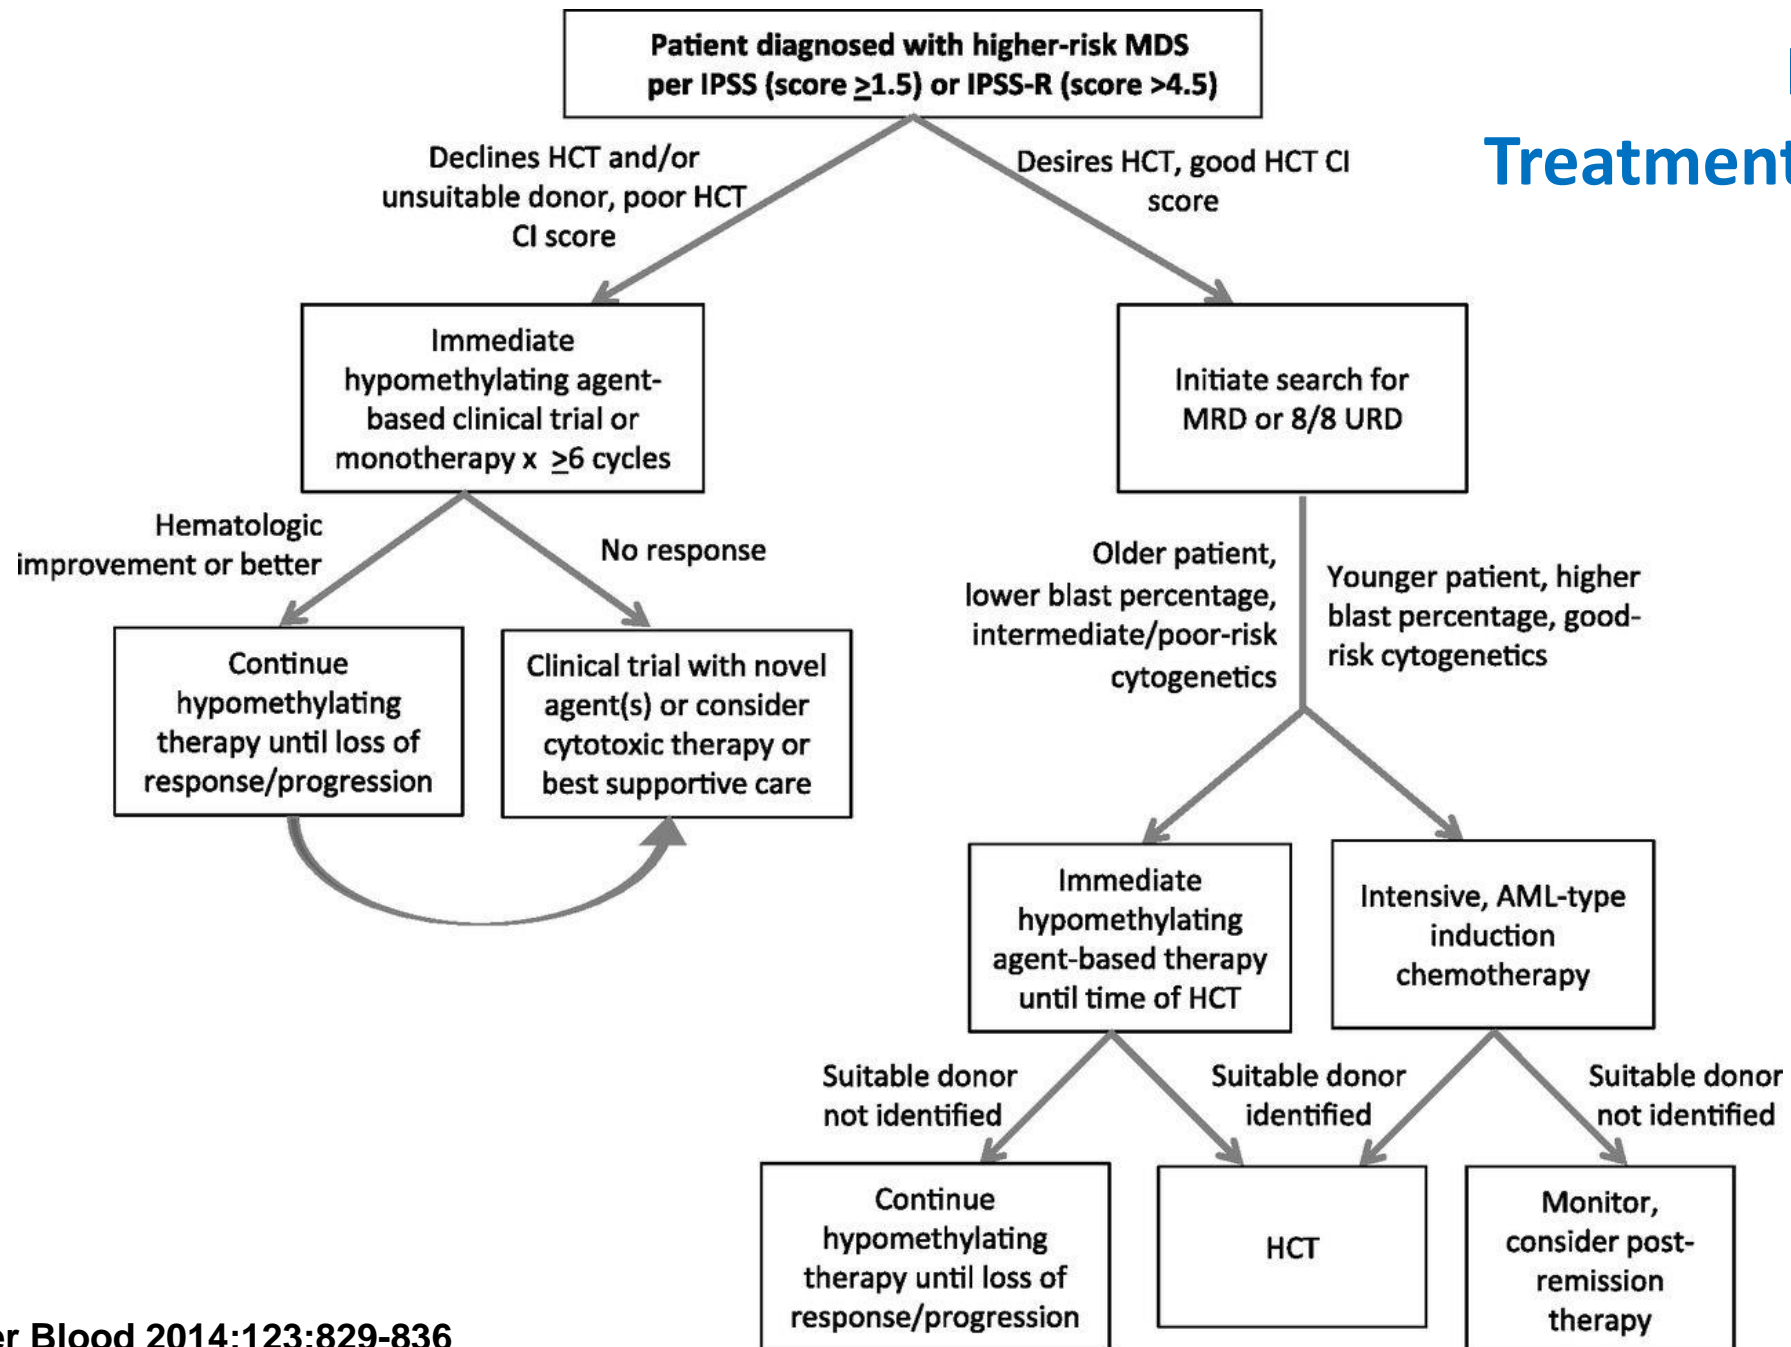 Patient diagnosed with higher-risk MDS
per IPSS (score ≥1.5) or IPSS-R (score >4.5)
Treatment
Declines HCT and/or
unsuitable donor, poor HCT
CI score
Desires HCT, good HCT CI
score
Immediate
hypomethylating agent-
based clinical trial or
monotherapy x ≥6 cycles
Initiate search for
MRD or 8/8 URD
Hematologic
improvement or better
No response
Older patient,
lower blast percentage,
intermediate/poor-risk
cytogenetics
Younger patient, higher
blast percentage, good-
risk cytogenetics
Continue
hypomethylating
therapy until loss of
response/progression
Clinical trial with novel
agent(s) or consider
cytotoxic therapy or
best supportive care
Immediate
hypomethylating
agent-based therapy
until time of HCT
Intensive, AML-type
induction
chemotherapy
Suitable donor
not identified
Suitable donor
identified
Suitable donor
not identified
Continue
hypomethylating
therapy until loss of
response/progression
HCT
Monitor,
consider post-
remission
therapy
er Blood 2014;123:829-836